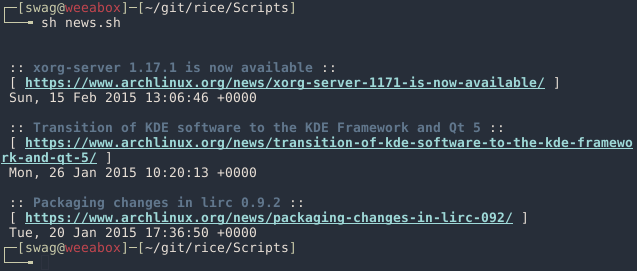 ┌─[swag@weeabox]─[~/git/rice/Scripts]
└──╼ sh news.sh
:: xorg-server 1.17.1 is now available ::
[ https://www.archlinux.org/news/xorg-server-1171-is-now-available/ ]
Sun, 15 Feb 2015 13:06:46 +0000
:: Transition of KDE software to the KDE Framework and Qt 5 ::
[ https://www.archlinux.org/news/transition-of-kde-software-to-the-kde-framewo
rk-and-qt-5/ ]
Mon, 26 Jan 2015 10:20:13 +0000
:: Packaging changes in lirc 0.9.2 ::
[ https://www.archlinux.org/news/packaging-changes-in-lirc-092/ ]
Tue, 20 Jan 2015 17:36:50 +0000
┌─[swag@weeabox]─[~/git/rice/Scripts]
└──╼